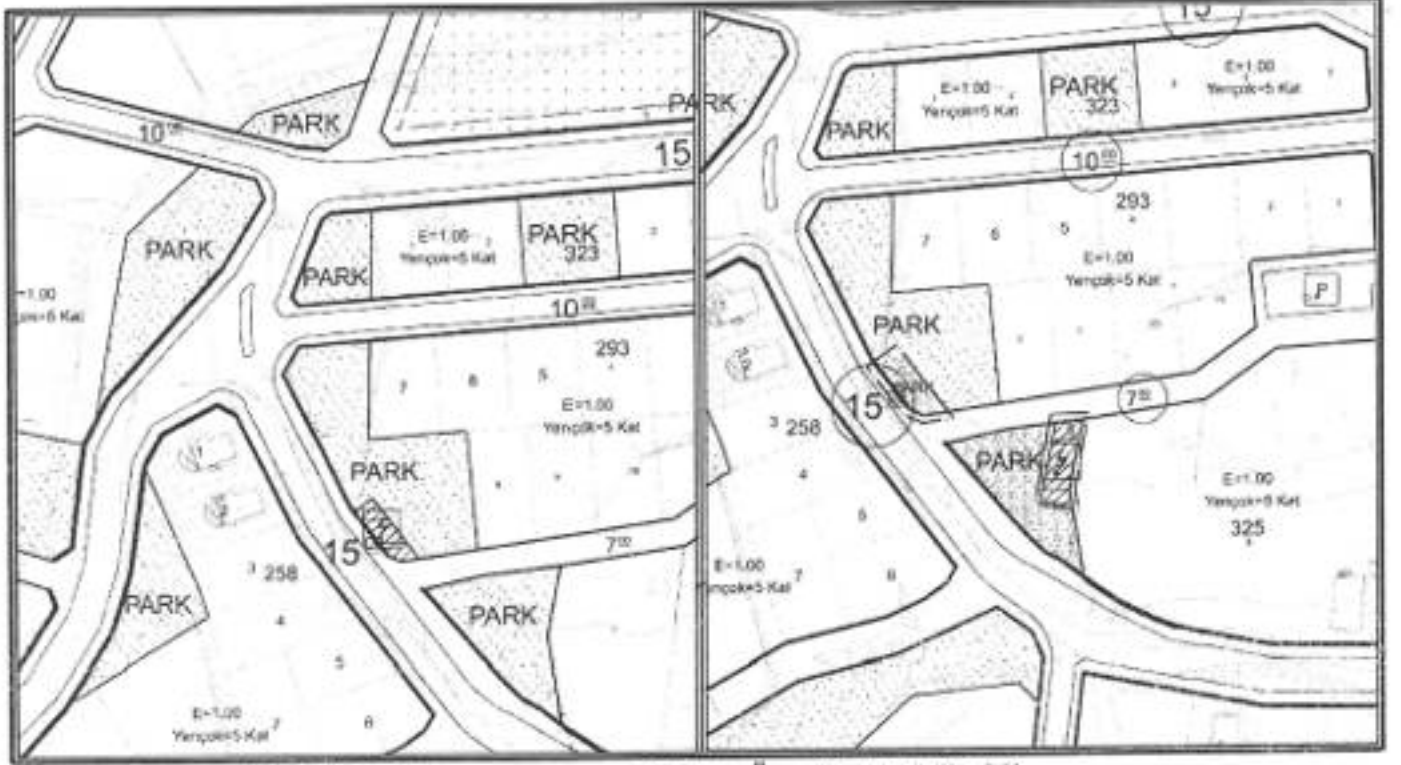 10
PARK
PARK
15
PARK
E=1.00
Yençok=5 Kat
PARK
323
PARK
10 00
293
7
6
5
E=1.00
Yençok=5 Kat
PARK
15
7 00
3 258
4
5
6
7
PARK
PARK
E=1.00
Yençok=5 Kat
15
PARK
E=1.00
Yençok=5 Kat
PARK
323
E=1.00
Yençok=5 Kat
PARK
10 00
293
7
6
5
E=1.00
Yençok=5 Kat
P
PARK
15
7 00
3 258
4
5
7
8
PARK
E=1.00
Yençok=5 Kat
325
E=1.00
Yençok=5 Kat